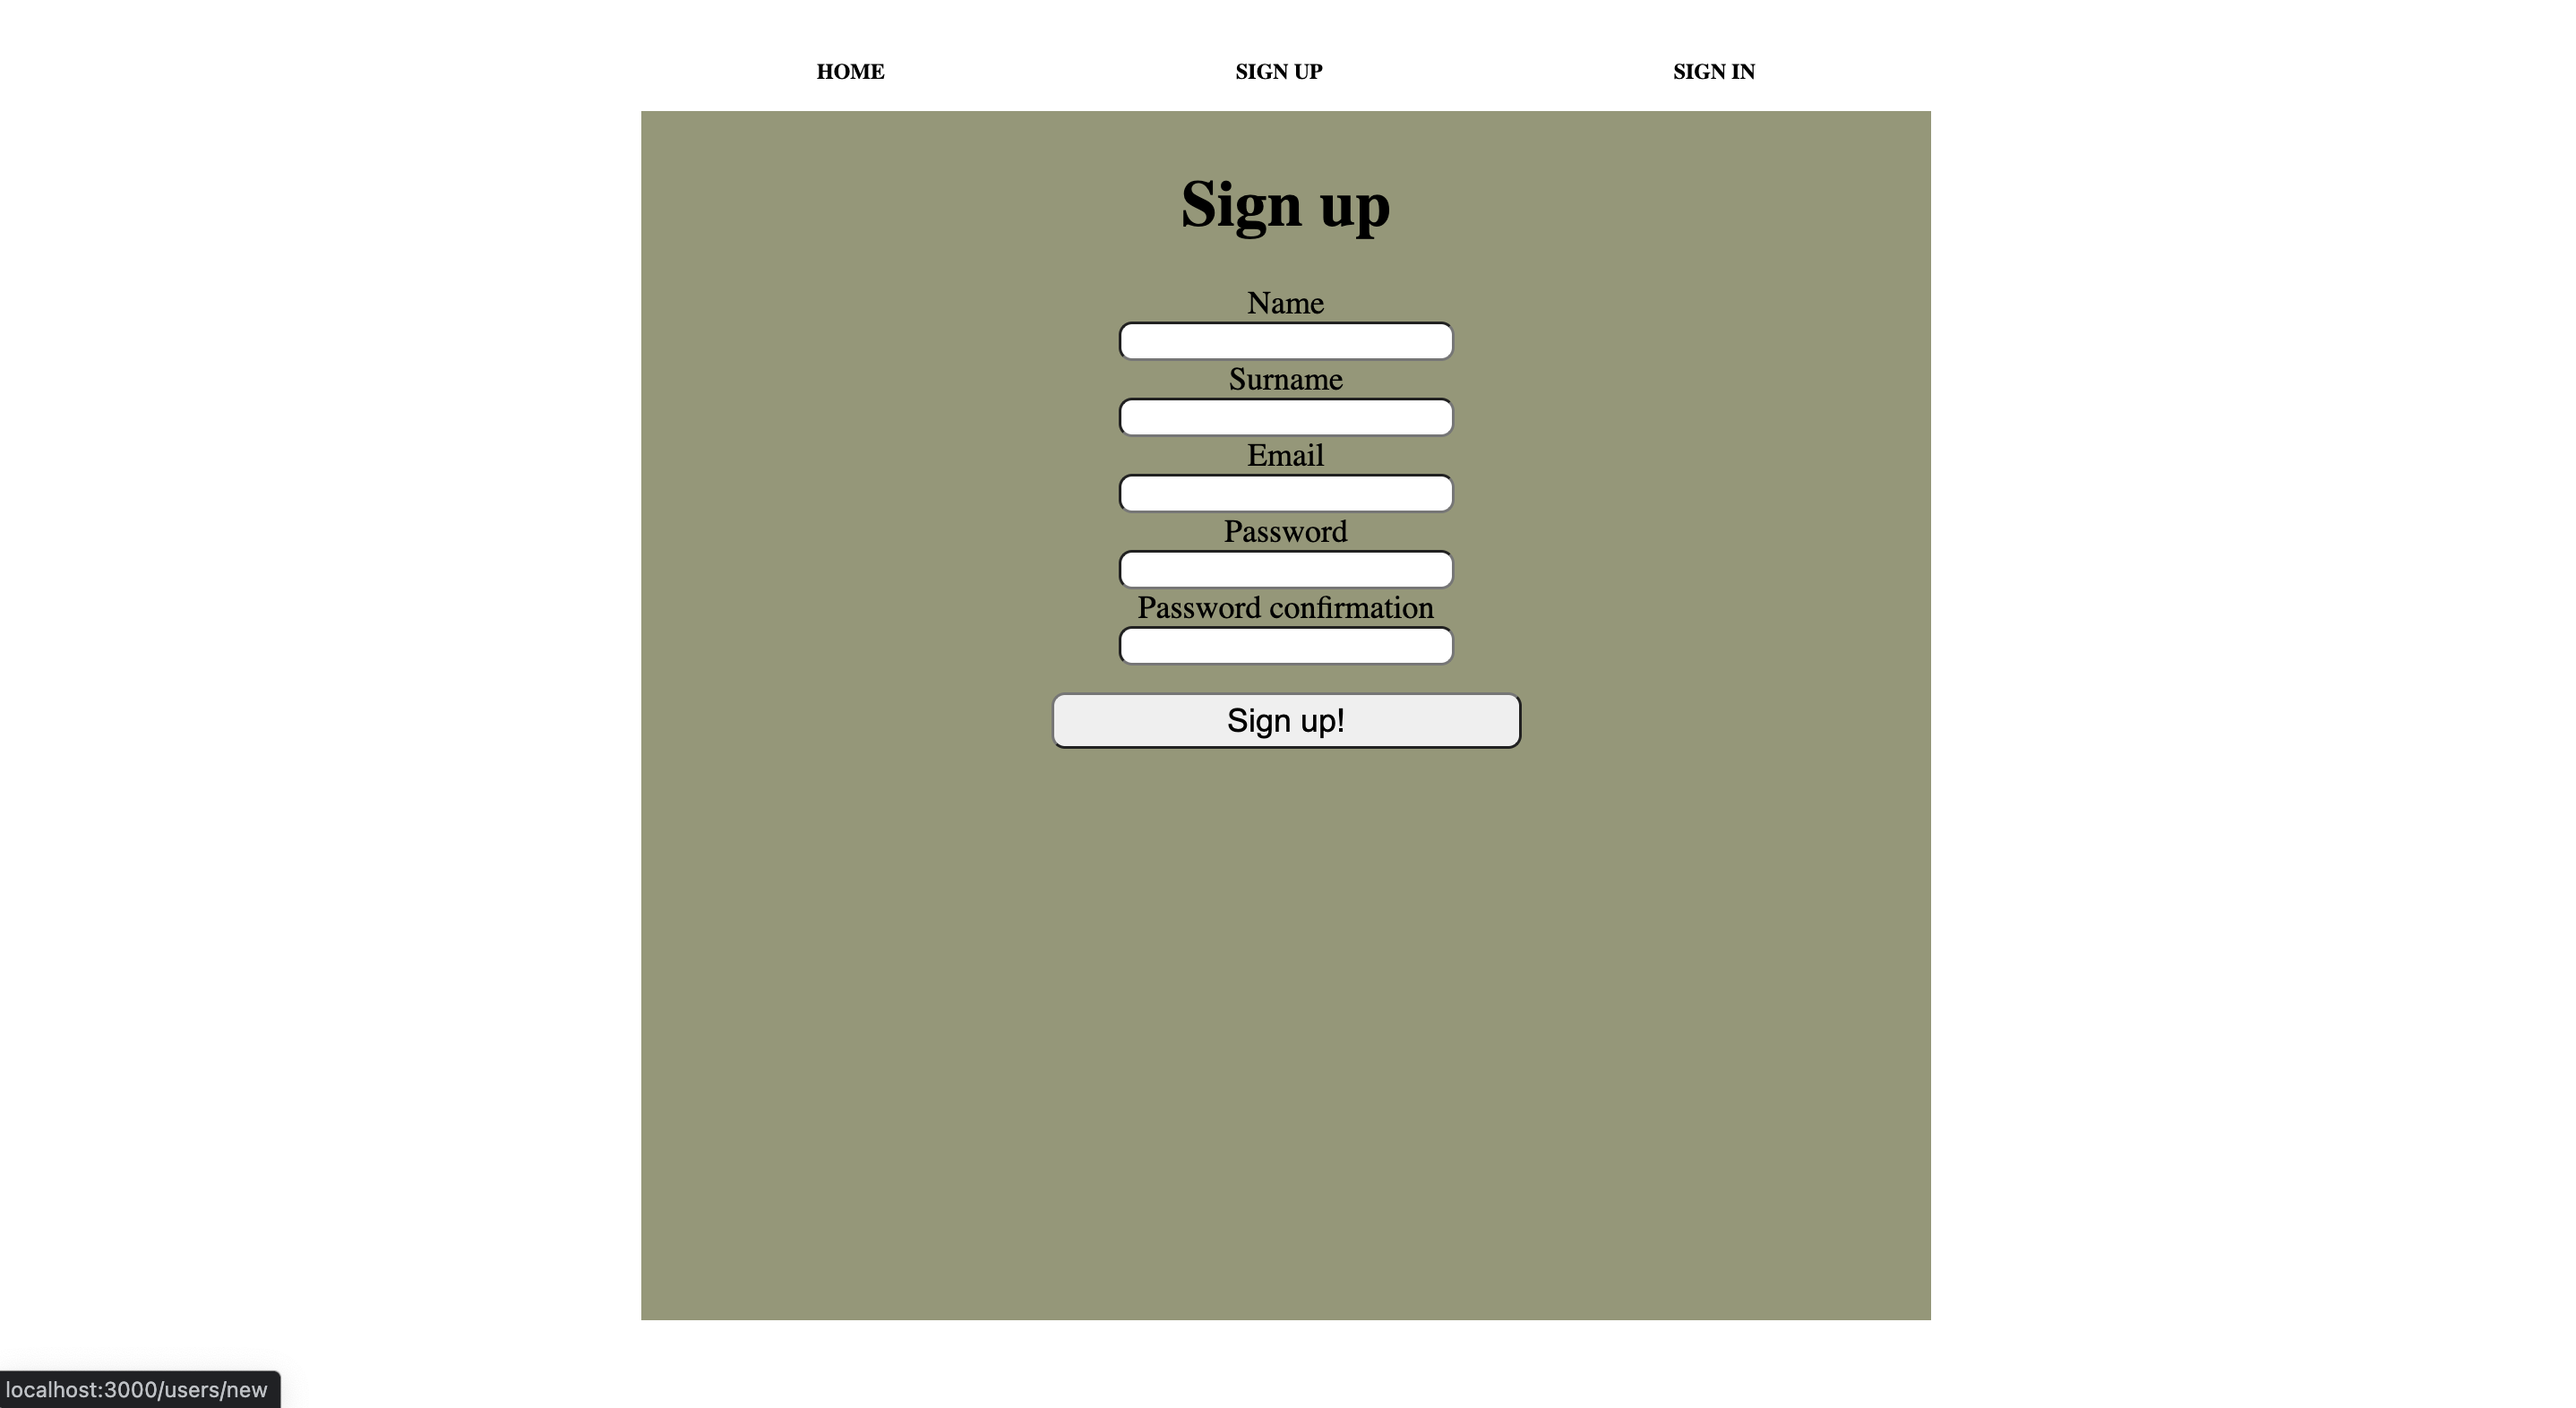 HOME SIGN UP SIGN IN
Sign up
Name
Surname
Email
Password
Password confirmation
Sign up!
localhost:3000/users/new